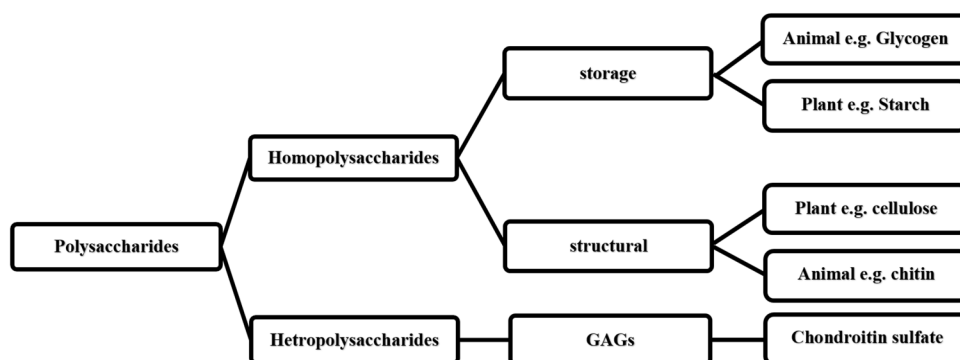 Animal e.g. Glycogen
storage
Plant e.g. Starch
Homopolysaccharides
Plant e.g. cellulose
Polysaccharides
structural
Animal e.g. chitin
Hetropolysaccharides
GAGs
Chondroitin sulfate